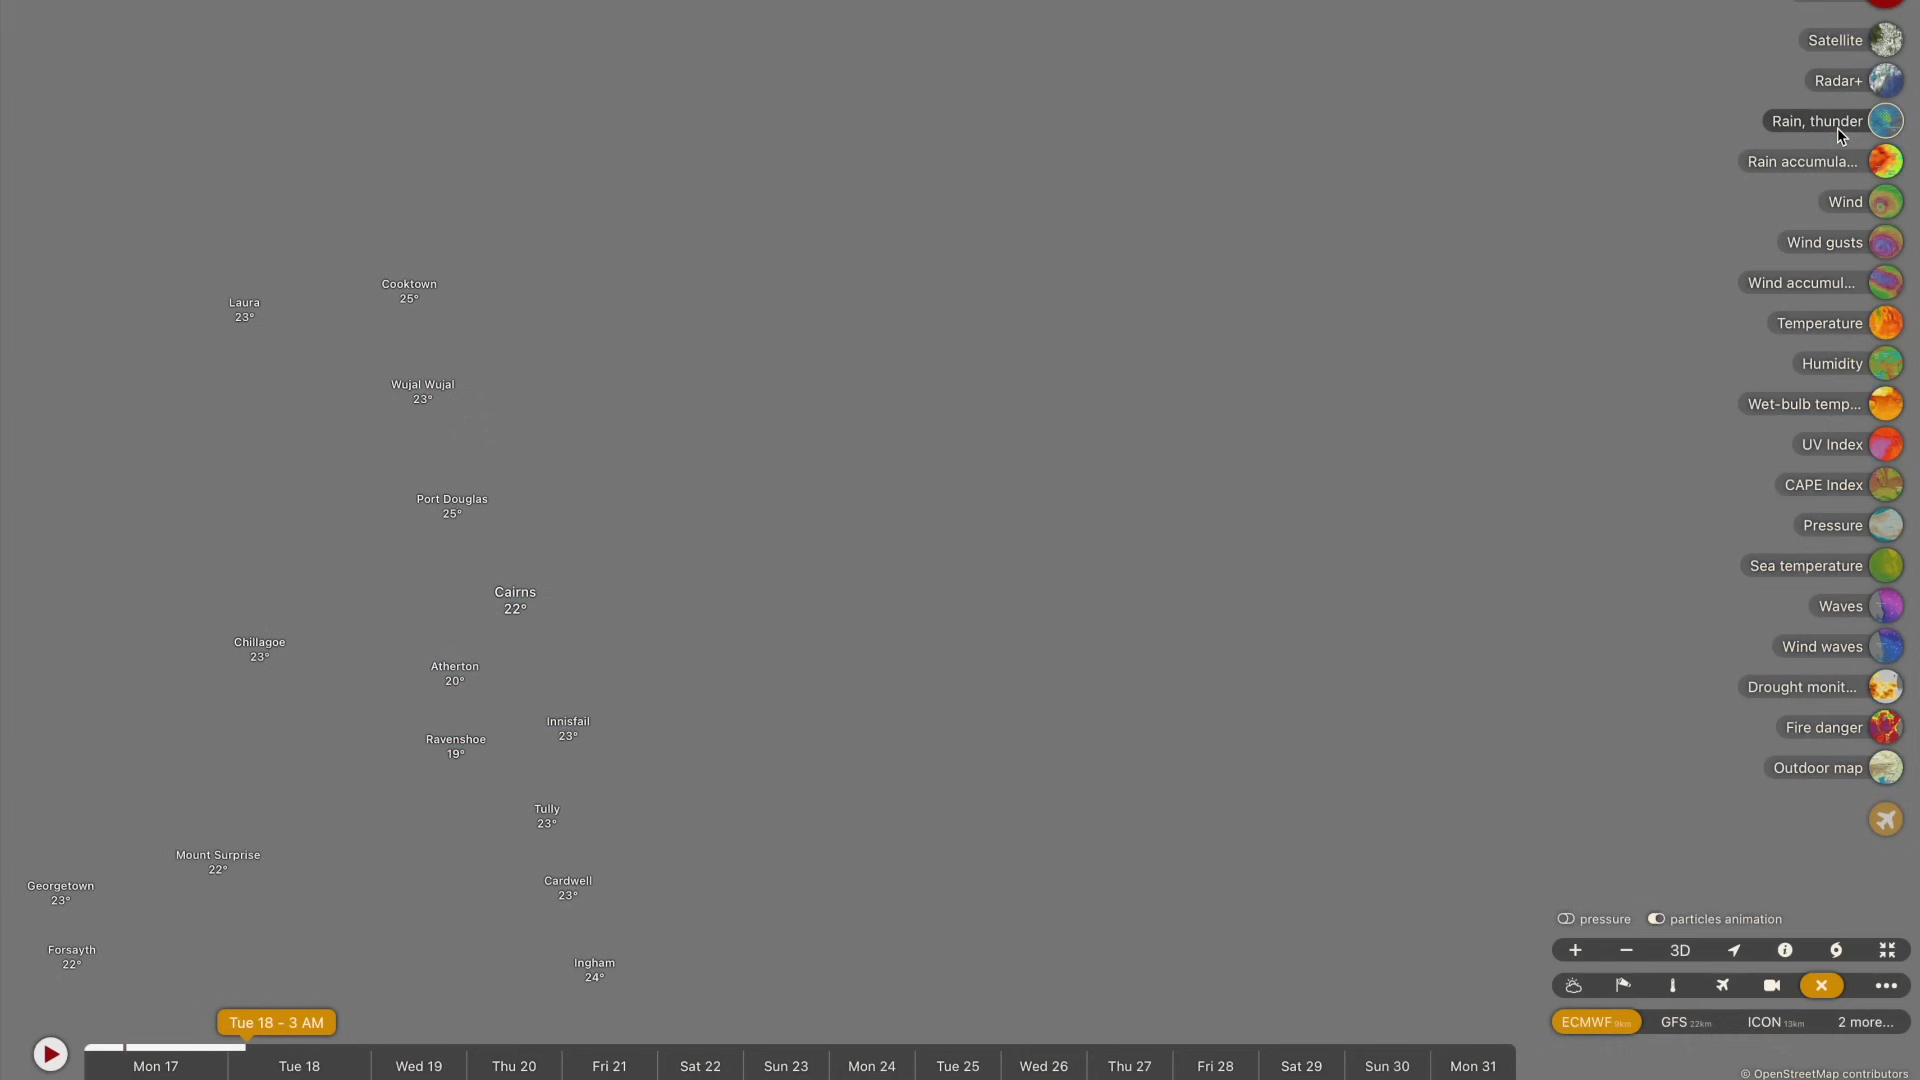 Satellite
Radar+
Rain, thunder
Rain accumula...
Wind
Wind gusts
Wind accumul...
Temperature
Humidity
Wet-bulb temp...
UV Index
CAPE Index
Pressure
Sea temperature
Waves
Wind waves
Drought monit...
Fire danger
Outdoor map
Cooktown
25°
Laura
23°
Wujal Wujal
23°
Port Douglas
25°
Cairns
22°
Chillagoe
23°
Atherton
20°
Innisfail
23°
Ravenshoe
19°
Tully
23°
Mount Surprise
22°
Georgetown
23°
Cardwell
23°
Forsayth
22°
Ingham
24°
pressure particles animation
+ − 3D
ECMWF 9km GFS 22km ICON 13km 2 more...
Tue 18 - 3 AM
Mon 17 Tue 18 Wed 19 Thu 20 Fri 21 Sat 22 Sun 23 Mon 24 Tue 25 Wed 26 Thu 27 Fri 28 Sat 29 Sun 30 Mon 31
© OpenStreetMap contributors